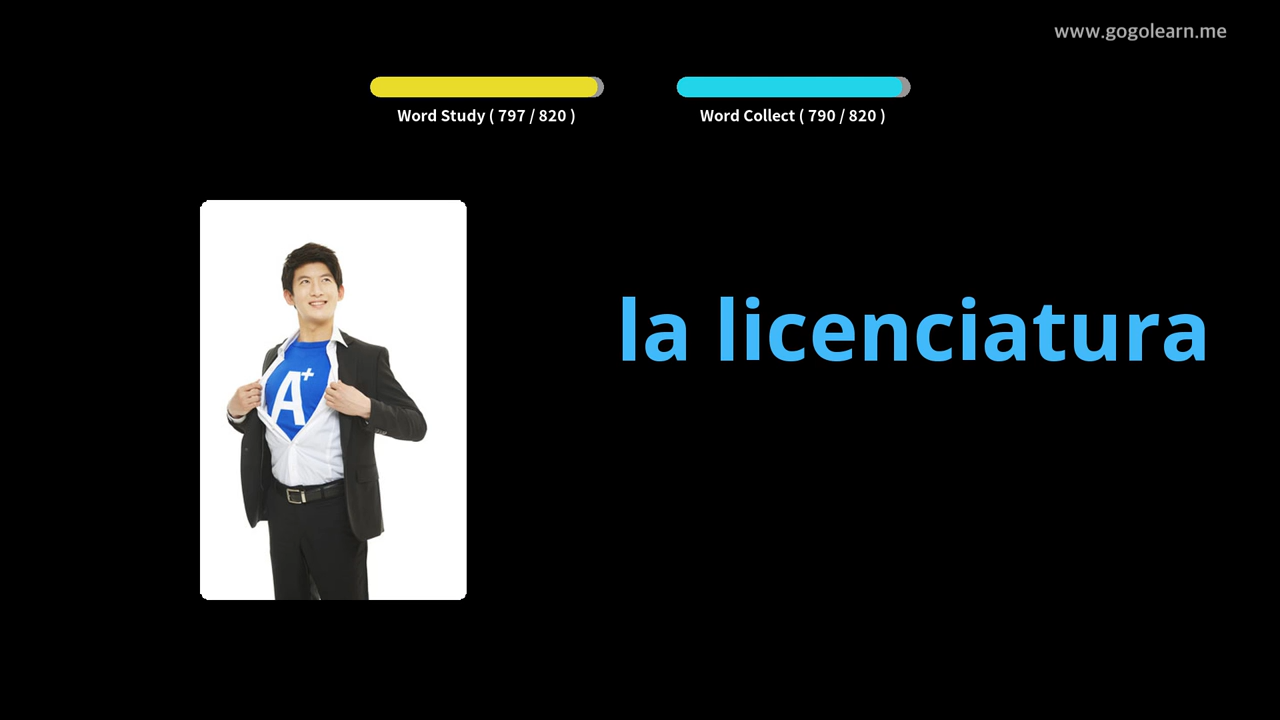 www.gogolearn.me
Word Study ( 797 / 820 )
Word Collect ( 790 / 820 )
A+
la licenciatura